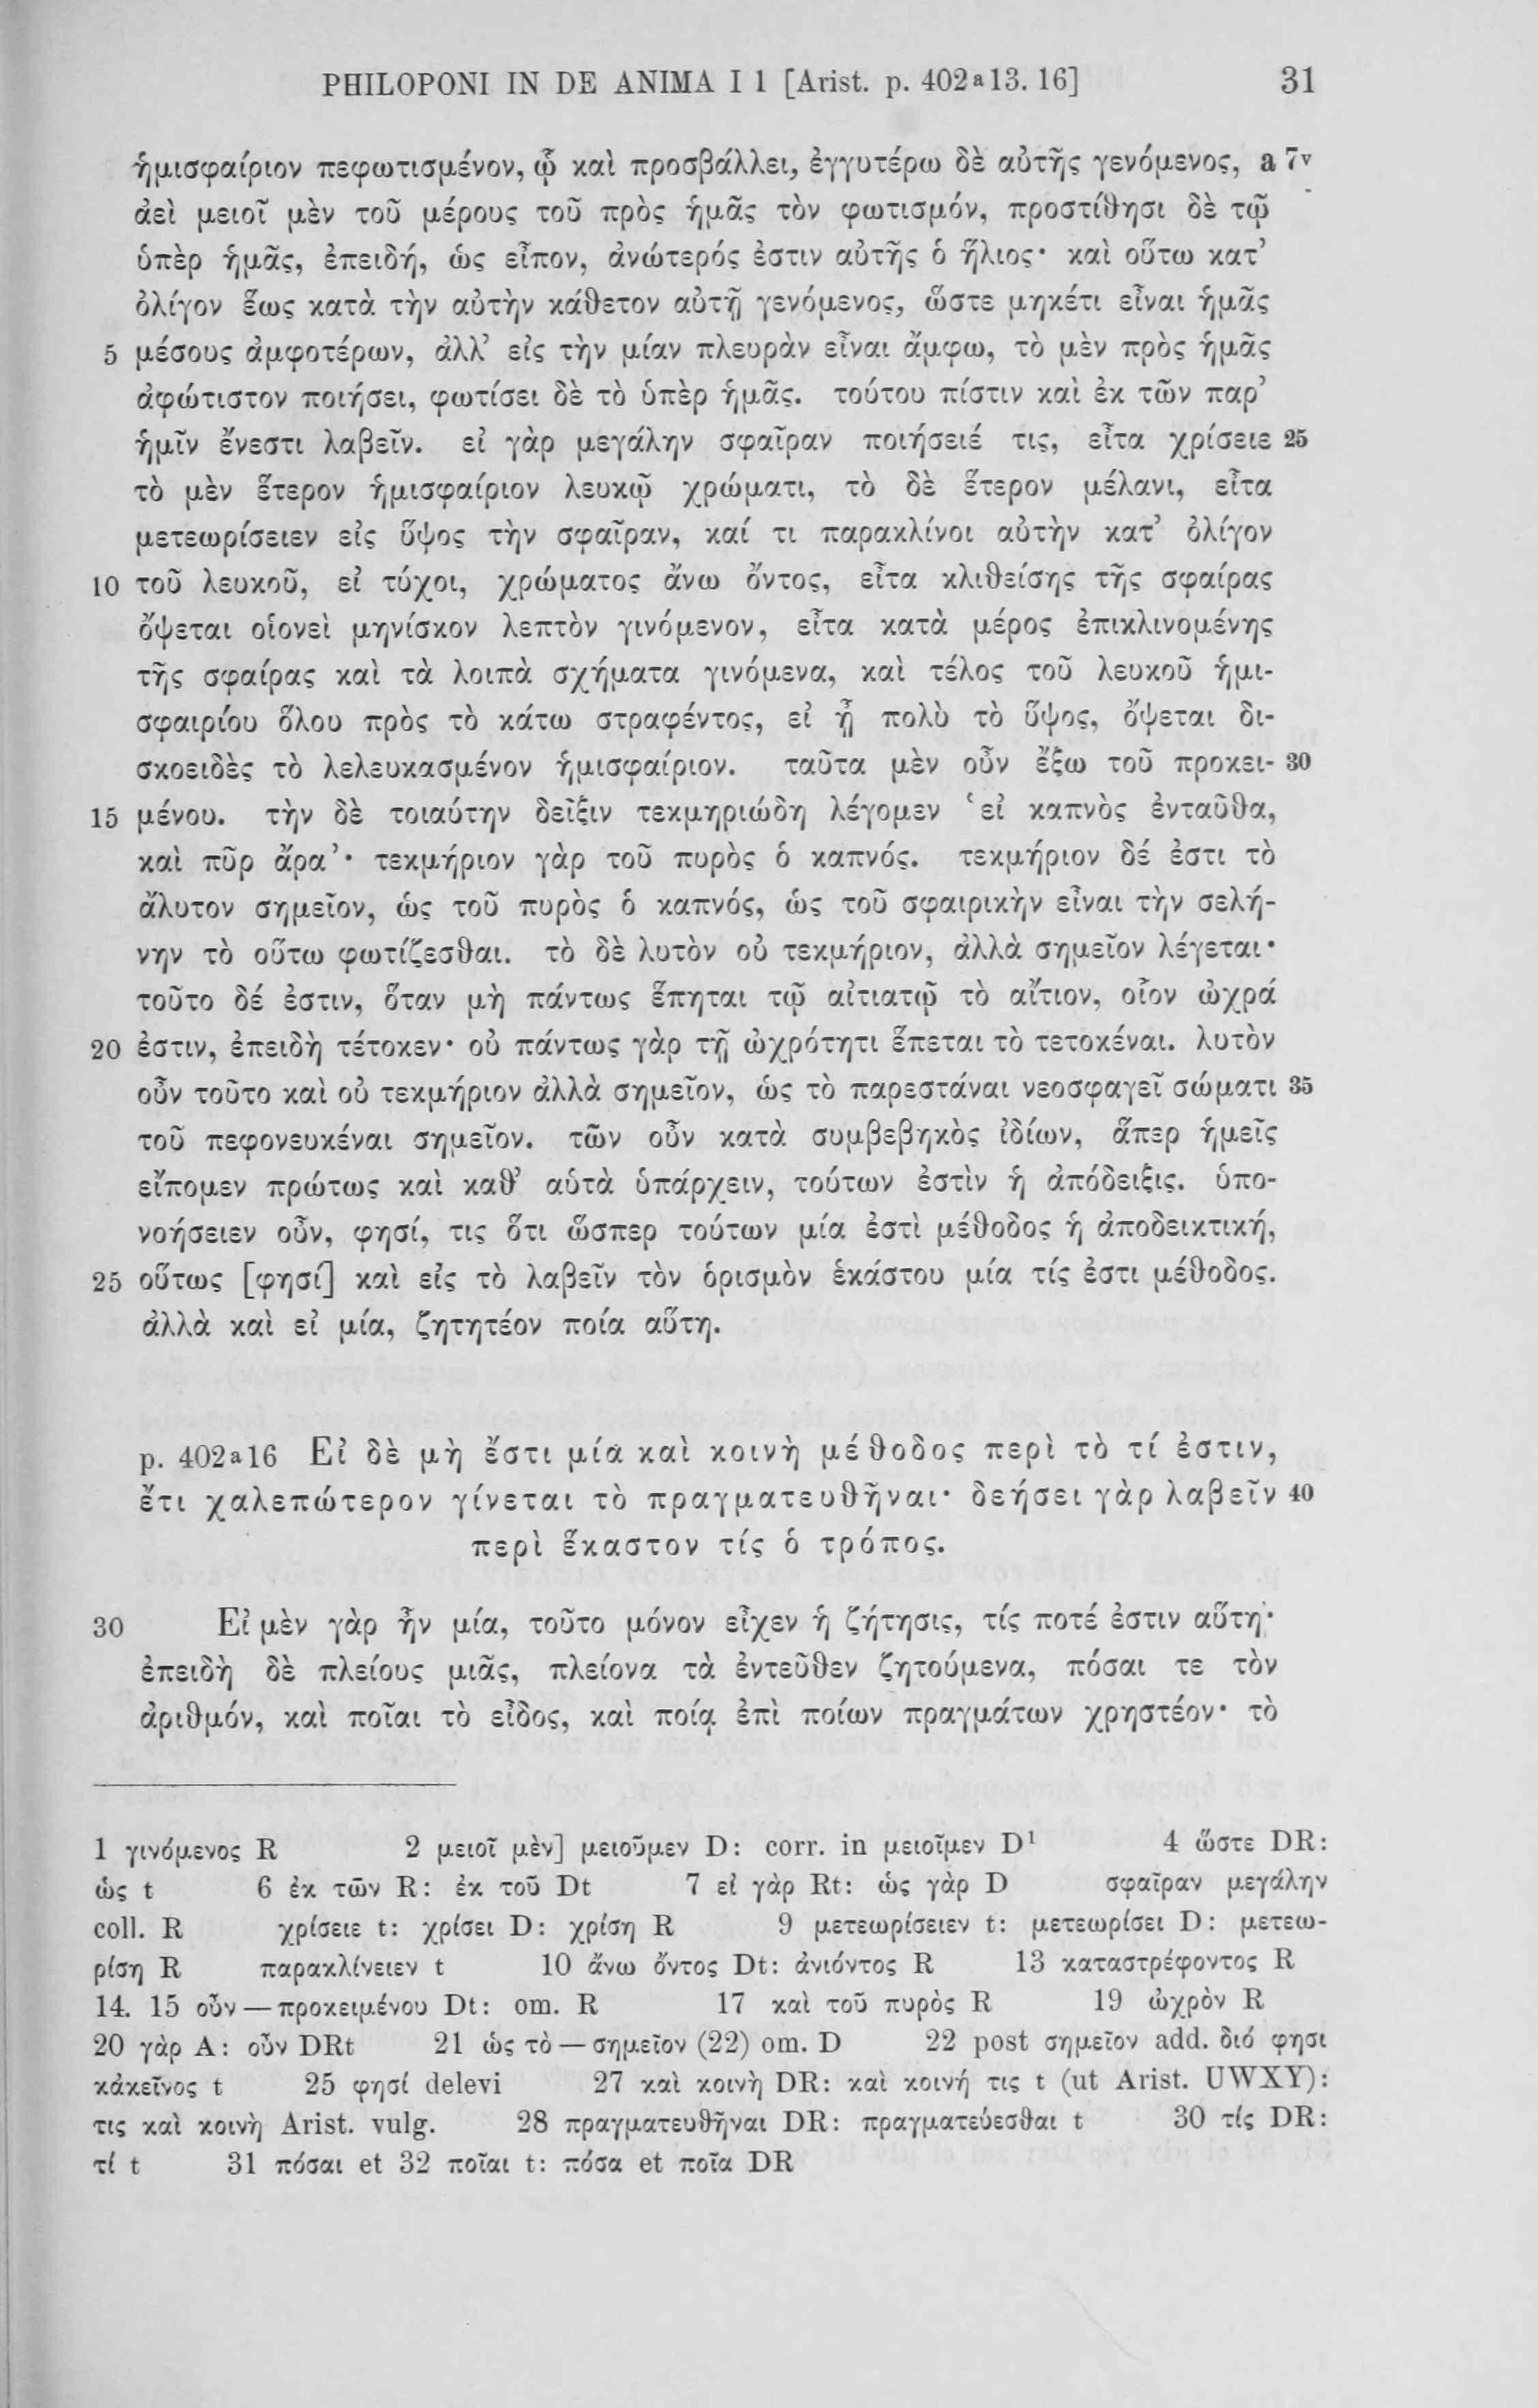 PHILOPONI IN DE ANIMA I 1 [Arist. p. 402a13. 16] 31
ἡμισφαίριον πεφωτισμένον, ᾧ καὶ προσβάλλει, ἐγγυτέρω δὲ αὐτῆς γενόμενος, a 7v
ἀεὶ μειοῖ μὲν τοῦ μέρους τοῦ πρὸς ἡμᾶς τὸν φωτισμόν, προστίθησι δὲ τῷ
ὑπὲρ ἡμᾶς, ἐπειδή, ὡς εἶπον, ἀνώτερός ἐστιν αὐτῆς ὁ ἥλιος· καὶ οὕτω κατ’
ὀλίγον ἕως κατὰ τὴν αὐτὴν κάθετον αὐτῇ γενόμενος, ὥστε μηκέτι εἶναι ἡμᾶς
5 μέσους ἀμφοτέρων, ἀλλ’ εἰς τὴν μίαν πλευρὰν εἶναι ἄμφω, τὸ μὲν πρὸς ἡμᾶς
ἀφώτιστον ποιήσει, φωτίσει δὲ τὸ ὑπὲρ ἡμᾶς. τούτου πίστιν καὶ ἐκ τῶν παρ’
ἡμῖν ἔνεστι λαβεῖν. εἰ γὰρ μεγάλην σφαῖραν ποιήσειέ τις, εἶτα χρίσειε 25
τὸ μὲν ἕτερον ἡμισφαίριον λευκῷ χρώματι, τὸ δὲ ἕτερον μέλανι, εἶτα
μετεωρίσειεν εἰς ὕψος τὴν σφαῖραν, καί τι παρακλίνοι αὐτὴν κατ’ ὀλίγον
10 τοῦ λευκοῦ, εἰ τύχοι, χρώματος ἄνω ὄντος, εἶτα κλιθείσης τῆς σφαίρας
ὄψεται οἱονεὶ μηνίσκον λεπτὸν γινόμενον, εἶτα κατὰ μέρος ἐπικλινομένης
τῆς σφαίρας καὶ τὰ λοιπὰ σχήματα γινόμενα, καὶ τέλος τοῦ λευκοῦ ἡμι-
σφαιρίου ὅλου πρὸς τὸ κάτω στραφέντος, εἰ ᾖ πολὺ τὸ ὕψος, ὄψεται δι-
σκοειδὲς τὸ λελευκασμένον ἡμισφαίριον. ταῦτα μὲν οὖν ἔξω τοῦ προκει- 30
15 μένου. τὴν δὲ τοιαύτην δεῖξιν τεκμηριώδη λέγομεν ‘εἰ καπνὸς ἐνταῦθα,
καὶ πῦρ ἄρα’· τεκμήριον γὰρ τοῦ πυρὸς ὁ καπνός. τεκμήριον δέ ἐστι τὸ
ἄλυτον σημεῖον, ὡς τοῦ πυρὸς ὁ καπνός, ὡς τοῦ σφαιρικὴν εἶναι τὴν σελή-
νην τὸ οὕτω φωτίζεσθαι. τὸ δὲ λυτὸν οὐ τεκμήριον, ἀλλὰ σημεῖον λέγεται·
τοῦτο δέ ἐστιν, ὅταν μὴ πάντως ἕπηται τῷ αἰτιατῷ τὸ αἴτιον, οἷον ὠχρά
20 ἐστιν, ἐπειδὴ τέτοκεν· οὐ πάντως γὰρ τῇ ὠχρότητι ἕπεται τὸ τετοκέναι. λυτὸν
οὖν τοῦτο καὶ οὐ τεκμήριον ἀλλὰ σημεῖον, ὡς τὸ παρεστάναι νεοσφαγεῖ σώματι 35
τοῦ πεφονευκέναι σημεῖον. τῶν οὖν κατὰ συμβεβηκὸς ἰδίων, ἅπερ ἡμεῖς
εἴπομεν πρώτως καὶ καθ’ αὑτὰ ὑπάρχειν, τούτων ἐστὶν ἡ ἀπόδειξις. ὑπο-
νοήσειεν οὖν, φησί, τις ὅτι ὥσπερ τούτων μία ἐστὶ μέθοδος ἡ ἀποδεικτική,
25 οὕτως [φησί] καὶ εἰς τὸ λαβεῖν τὸν ὁρισμὸν ἑκάστου μία τίς ἐστι μέθοδος.
ἀλλὰ καὶ εἰ μία, ζητητέον ποία αὕτη.
p. 402a16 Εἰ δὲ μὴ ἔστι μία καὶ κοινὴ μέθοδος περὶ τὸ τί ἐστιν,
ἔτι χαλεπώτερον γίνεται τὸ πραγματευθῆναι· δεήσει γὰρ λαβεῖν 40
περὶ ἕκαστον τίς ὁ τρόπος.
30 Εἰ μὲν γὰρ ἦν μία, τοῦτο μόνον εἶχεν ἡ ζήτησις, τίς ποτέ ἐστιν αὕτη·
ἐπειδὴ δὲ πλείους μιᾶς, πλείονα τὰ ἐντεῦθεν ζητούμενα, πόσαι τε τὸν
ἀριθμόν, καὶ ποῖαι τὸ εἶδος, καὶ ποίᾳ ἐπὶ ποίων πραγμάτων χρηστέον· τὸ
1 γινόμενος R 2 μειοῖ μὲν] μειοῦμεν D: corr. in μειοῖμεν D1 4 ὥστε DR:
ὡς t 6 ἐκ τῶν R: ἐκ τοῦ Dt 7 εἰ γὰρ Rt: ὡς γὰρ D σφαῖραν μεγάλην
coll. R χρίσειε t: χρίσει D: χρίση R 9 μετεωρίσειεν t: μετεωρίσει D: μετεω-
ρίση R παρακλίνειεν t 10 ἄνω ὄντος Dt: ἀνιόντος R 13 καταστρέφοντος R
14. 15 οὖν — προκειμένου Dt: om. R 17 καὶ τοῦ πυρὸς R 19 ὠχρὸν R
20 γὰρ A: οὖν DRt 21 ὡς τὸ — σημεῖον (22) om. D 22 post σημεῖον add. διό φησι
κἀκεῖνος t 25 φησί delevi 27 καὶ κοινὴ DR: καὶ κοινή τις t (ut Arist. UWXY):
τις καὶ κοινὴ Arist. vulg. 28 πραγματευθῆναι DR: πραγματεύεσθαι t 30 τίς DR:
τί t 31 πόσαι et 32 ποῖαι t: πόσα et ποῖα DR